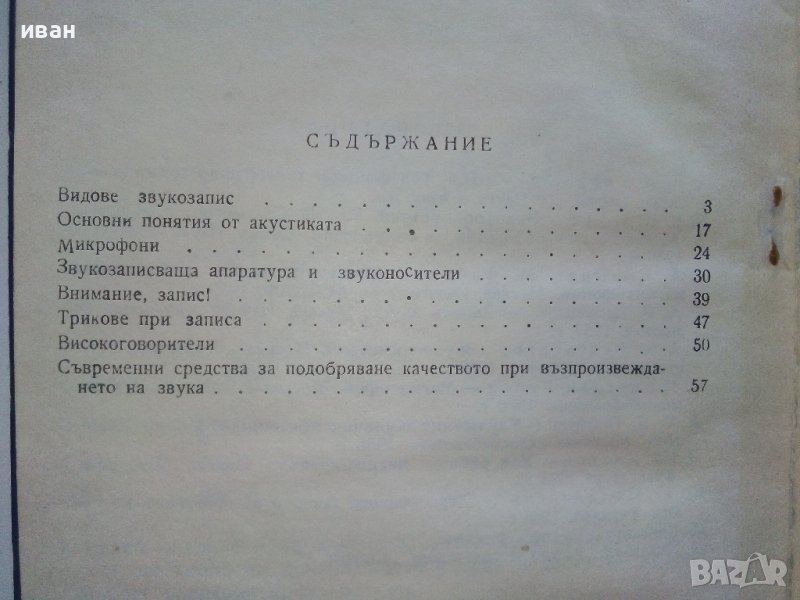 иван
СЪДЪРЖАНИЕ
Видове звукозапис . . . . . . . . . . . . . . . . . 3
Основни понятия от акустиката . . . . . . . . . . . . 17
Микрофони . . . . . . . . . . . . . . . . . . . . 24
Звукозаписваща апаратура и звуконосители . . . . . . . . 30
Внимание, запис! . . . . . . . . . . . . . . . . . . 39
Трикове при записа . . . . . . . . . . . . . . . . . 47
Високоговорители . . . . . . . . . . . . . . . . . . 50
Съвременни средства за подобряване качеството при възпроизвежда-
нето на звука . . . . . . . . . . . . . . . . . . 57
BAZAR